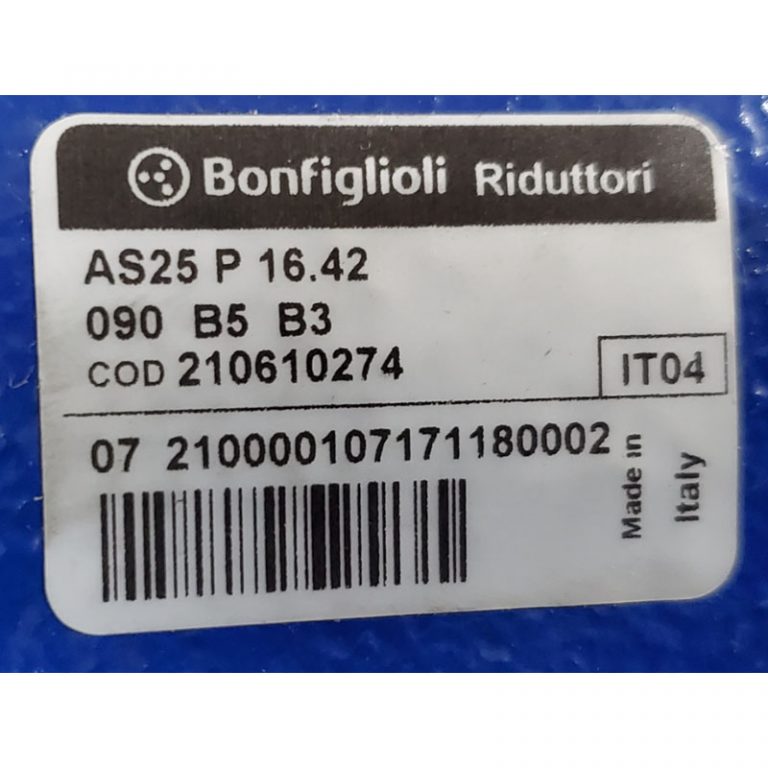 Bonfiglioli Riduttori
AS25 P 16.42
090 B5 B3
COD 210610274
IT04
07 210000107171180002
Made in
Italy